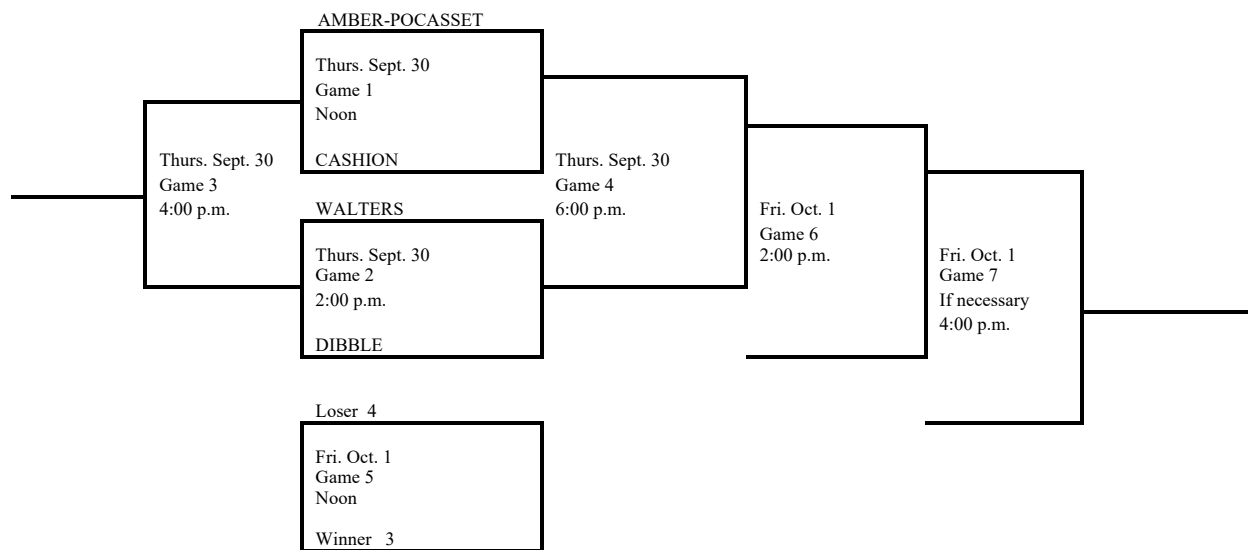 AMBER-POCASSET
Thurs. Sept. 30
Game 1
Noon
CASHION
Thurs. Sept. 30
Game 3
4:00 p.m.
Thurs. Sept. 30
Game 4
6:00 p.m.
WALTERS
Thurs. Sept. 30
Game 2
2:00 p.m.
DIBBLE
Fri. Oct. 1
Game 6
2:00 p.m.
Fri. Oct. 1
Game 7
If necessary
4:00 p.m.
Loser 4
Fri. Oct. 1
Game 5
Noon
Winner 3